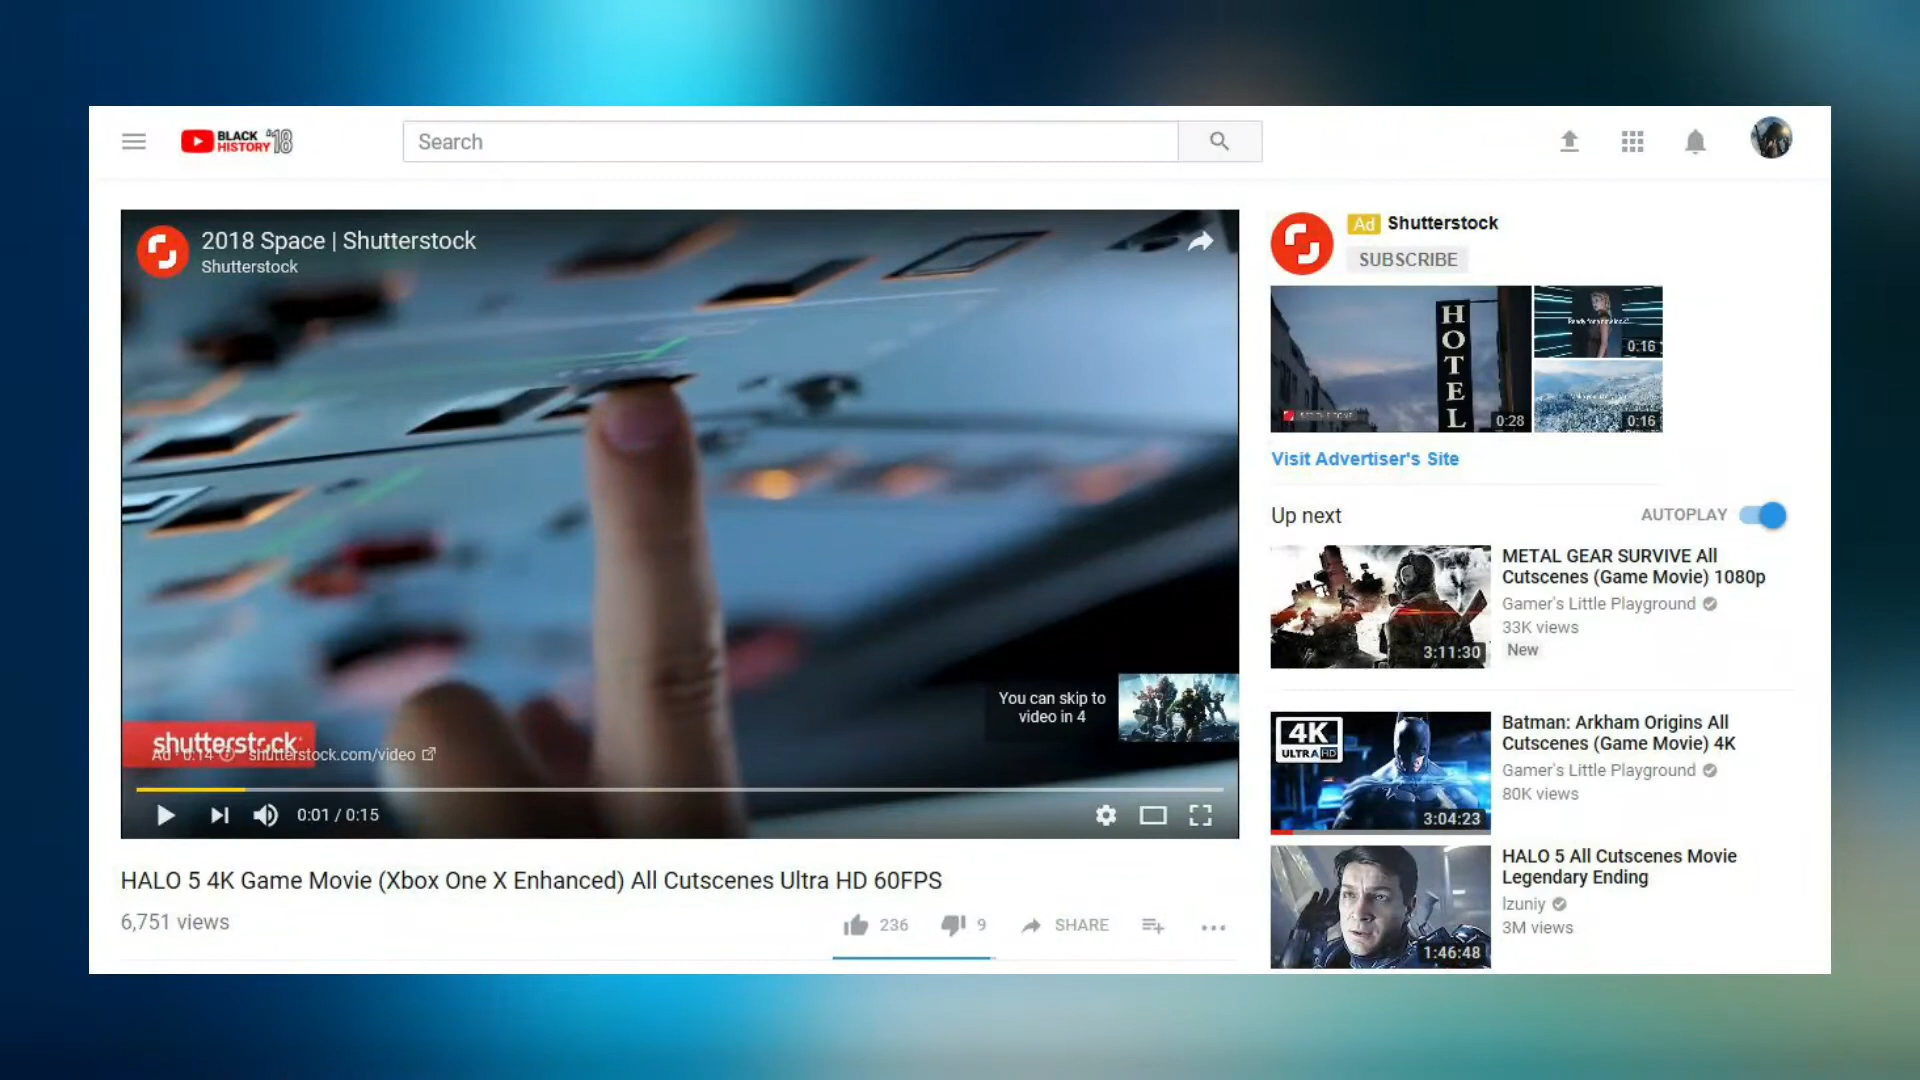 BLACK '18
HISTORY
Search
2018 Space | Shutterstock
Shutterstock
You can skip to
video in 4
shutterstock
Ad · 0:14 shutterstock.com/video
0:01 / 0:15
HALO 5 4K Game Movie (Xbox One X Enhanced) All Cutscenes Ultra HD 60FPS
6,751 views
236
9
SHARE
Ad Shutterstock
SUBSCRIBE
HOTEL
0:28
0:16
0:16
Visit Advertiser's Site
Up next
AUTOPLAY
METAL GEAR SURVIVE All
Cutscenes (Game Movie) 1080p
Gamer's Little Playground
33K views
New
3:11:30
4K
ULTRA HD
3:04:23
Batman: Arkham Origins All
Cutscenes (Game Movie) 4K
Gamer's Little Playground
80K views
1:46:48
HALO 5 All Cutscenes Movie
Legendary Ending
Izuniy
3M views